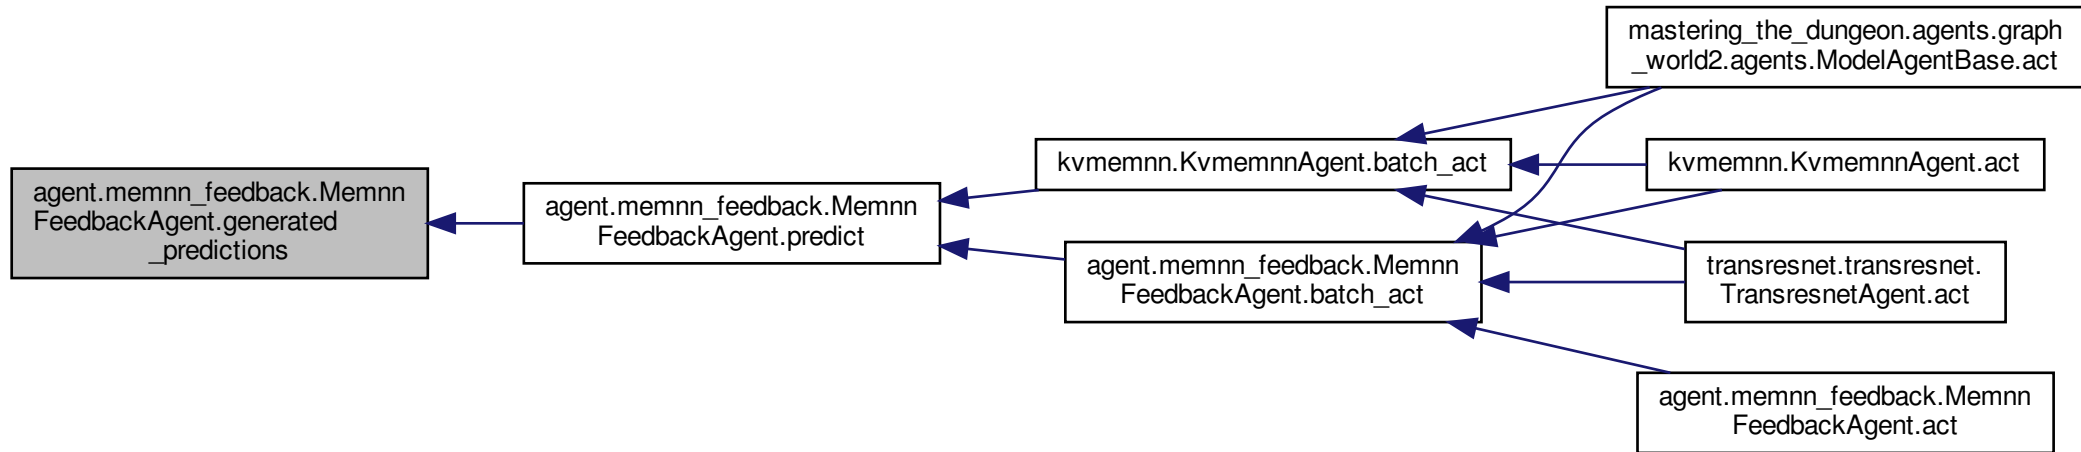 agent.memnn_feedback.Memnn
FeedbackAgent.generated
_predictions
agent.memnn_feedback.Memnn
FeedbackAgent.predict
kvmemnn.KvmemnnAgent.batch_act
agent.memnn_feedback.Memnn
FeedbackAgent.batch_act
mastering_the_dungeon.agents.graph
_world2.agents.ModelAgentBase.act
kvmemnn.KvmemnnAgent.act
transresnet.transresnet.
TransresnetAgent.act
agent.memnn_feedback.Memnn
FeedbackAgent.act